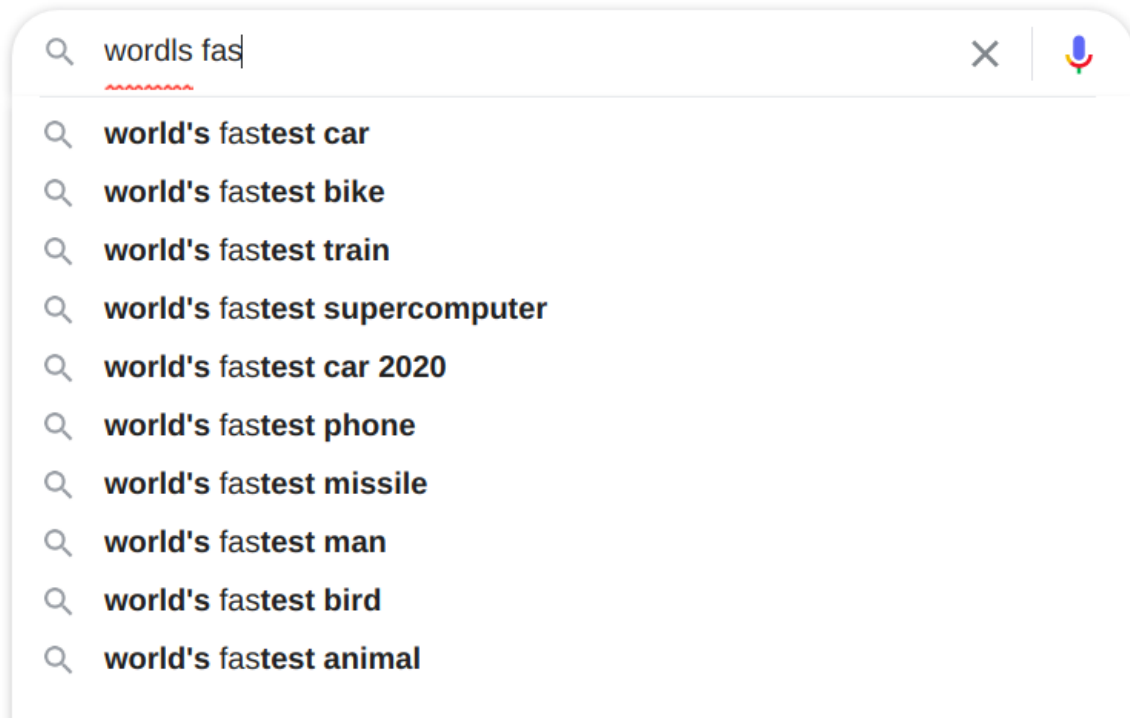 wordls fas
world's fastest car
world's fastest bike
world's fastest train
world's fastest supercomputer
world's fastest car 2020
world's fastest phone
world's fastest missile
world's fastest man
world's fastest bird
world's fastest animal